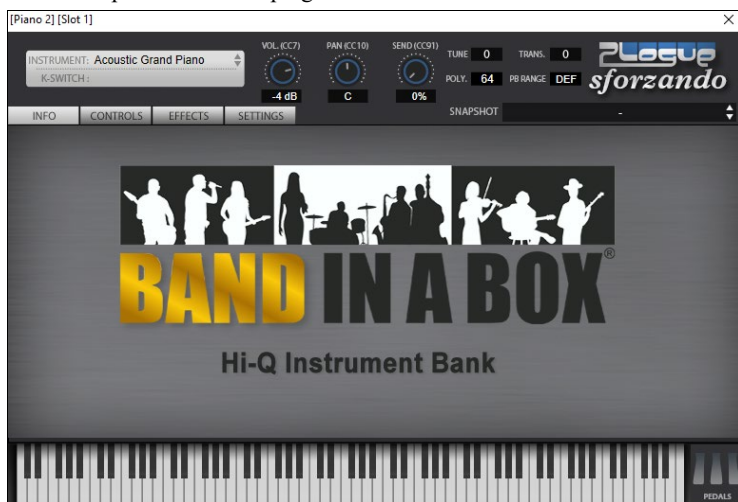 [Piano 2] [Slot 1]
INSTRUMENT: Acoustic Grand Piano
K-SWITCH :
VOL. (CC7)
-4 dB
PAN (CC10)
C
SEND (CC91)
0%
TUNE 0 TRANS. 0
POLY. 64 PB RANGE DEF
Plogue
sforzando
SNAPSHOT -
INFO CONTROLS EFFECTS SETTINGS
BAND IN A BOX®
Hi-Q Instrument Bank
PEDALS